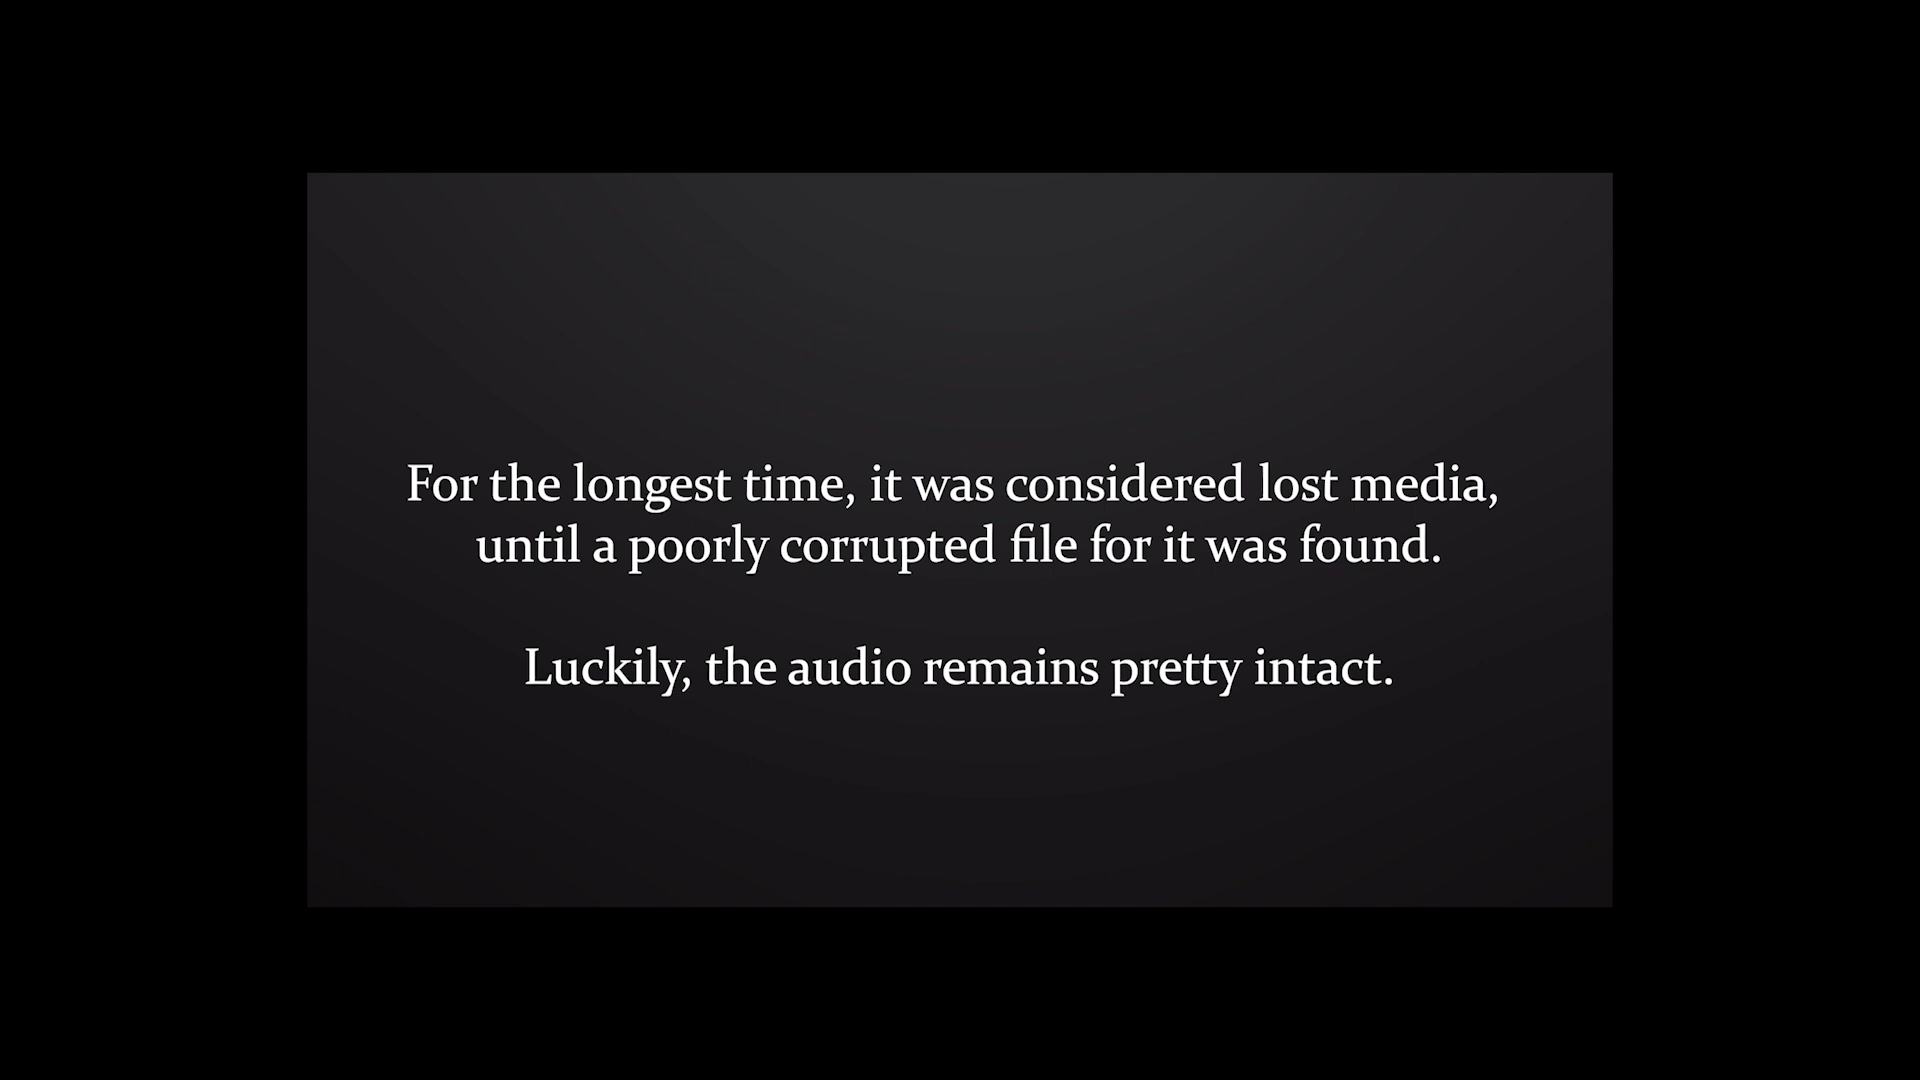 For the longest time, it was considered lost media,
until a poorly corrupted file for it was found.
Luckily, the audio remains pretty intact.